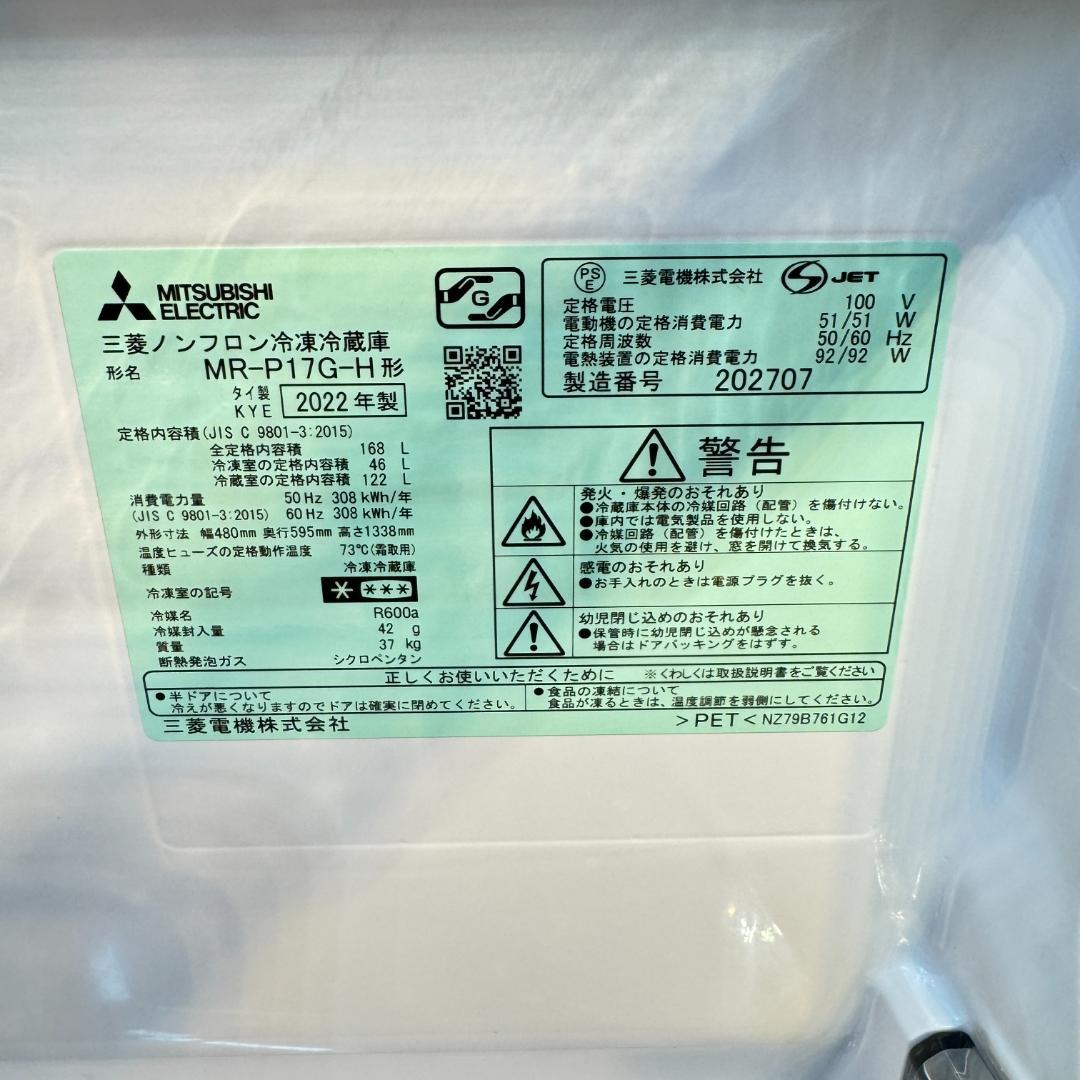 MITSUBISHI
ELECTRIC
G
三菱ノンフロン冷凍冷蔵庫
形名 MR-P17G-H形
タイ製
KYE 2022年製
定格内容積(JIS C 9801-3:2015)
全定格内容積 168 L
冷凍室の定格内容積 46 L
冷蔵室の定格内容積 122 L
消費電力量 50Hz 308kWh/年
(JIS C 9801-3:2015) 60Hz 308kWh/年
外形寸法 幅480mm 奥行595mm 高さ1338mm
温度ヒューズの定格動作温度 73℃(霜取用)
種類 冷凍冷蔵庫
冷凍室の記号 * ***
冷媒名 R600a
冷媒封入量 42 g
質量 37 kg
断熱発泡ガス シクロペンタン
PS
E
三菱電機株式会社 JET
定格電圧 100 V
電動機の定格消費電力 51/51 W
定格周波数 50/60 Hz
電熱装置の定格消費電力 92/92 W
製造番号 202707
警告
発火・爆発のおそれあり
●冷蔵庫本体の冷媒回路(配管)を傷付けない。
●庫内では電気製品を使用しない。
●冷媒回路(配管)を傷付けたときは、
火気の使用を避け、窓を開けて換気する。
感電のおそれあり
●お手入れのときは電源プラグを抜く。
幼児閉じ込めのおそれあり
●保管時に幼児閉じ込めが懸念される
場合はドアパッキングをはずす。
正しくお使いいただくために ※くわしくは取扱説明書をご覧ください
●半ドアについて
冷えが悪くなりますのでドアは確実に閉めてください。
●食品の凍結について
食品が凍るときは、温度調節を弱側にしてください。
三菱電機株式会社
>PET< NZ79B761G12